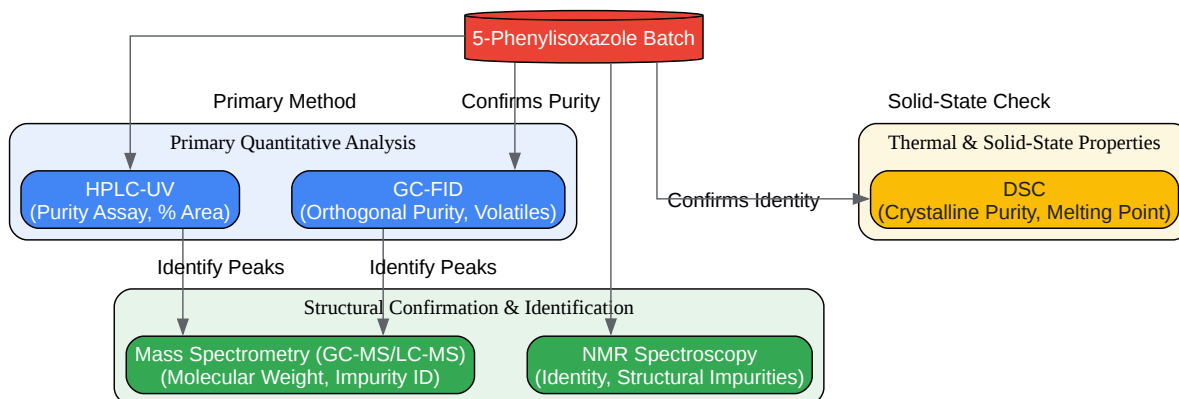 5-Phenylisoxazole Batch
Primary Method
Confirms Purity
Solid-State Check
Primary Quantitative Analysis
Thermal & Solid-State Properties
HPLC-UV
(Purity Assay, % Area)
GC-FID
(Orthogonal Purity, Volatiles)
Confirms Identity
DSC
(Crystalline Purity, Melting Point)
Identify Peaks
Identify Peaks
Structural Confirmation & Identification
Mass Spectrometry (GC-MS/LC-MS)
(Molecular Weight, Impurity ID)
NMR Spectroscopy
(Identity, Structural Impurities)